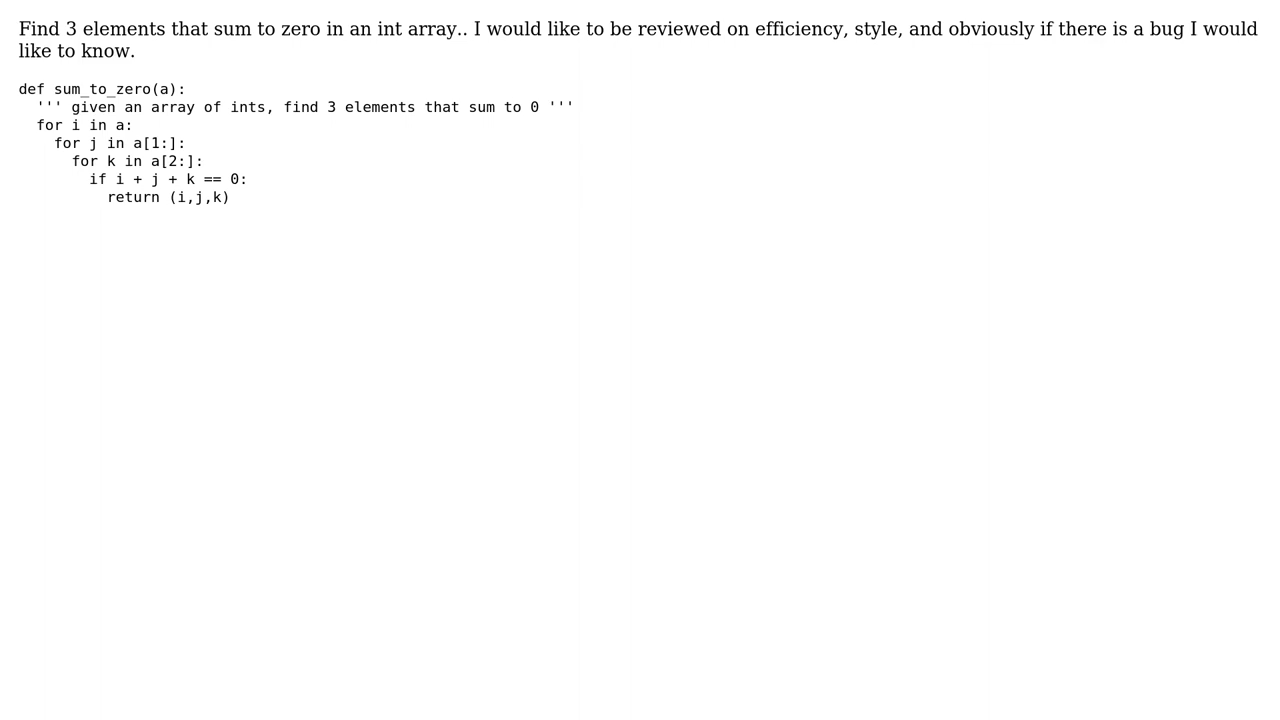 Find 3 elements that sum to zero in an int array.. I would like to be reviewed on efficiency, style, and obviously if there is a bug I would
like to know.
def sum_to_zero(a):
  ''' given an array of ints, find 3 elements that sum to 0 '''
  for i in a:
    for j in a[1:]:
      for k in a[2:]:
        if i + j + k == 0:
          return (i,j,k)